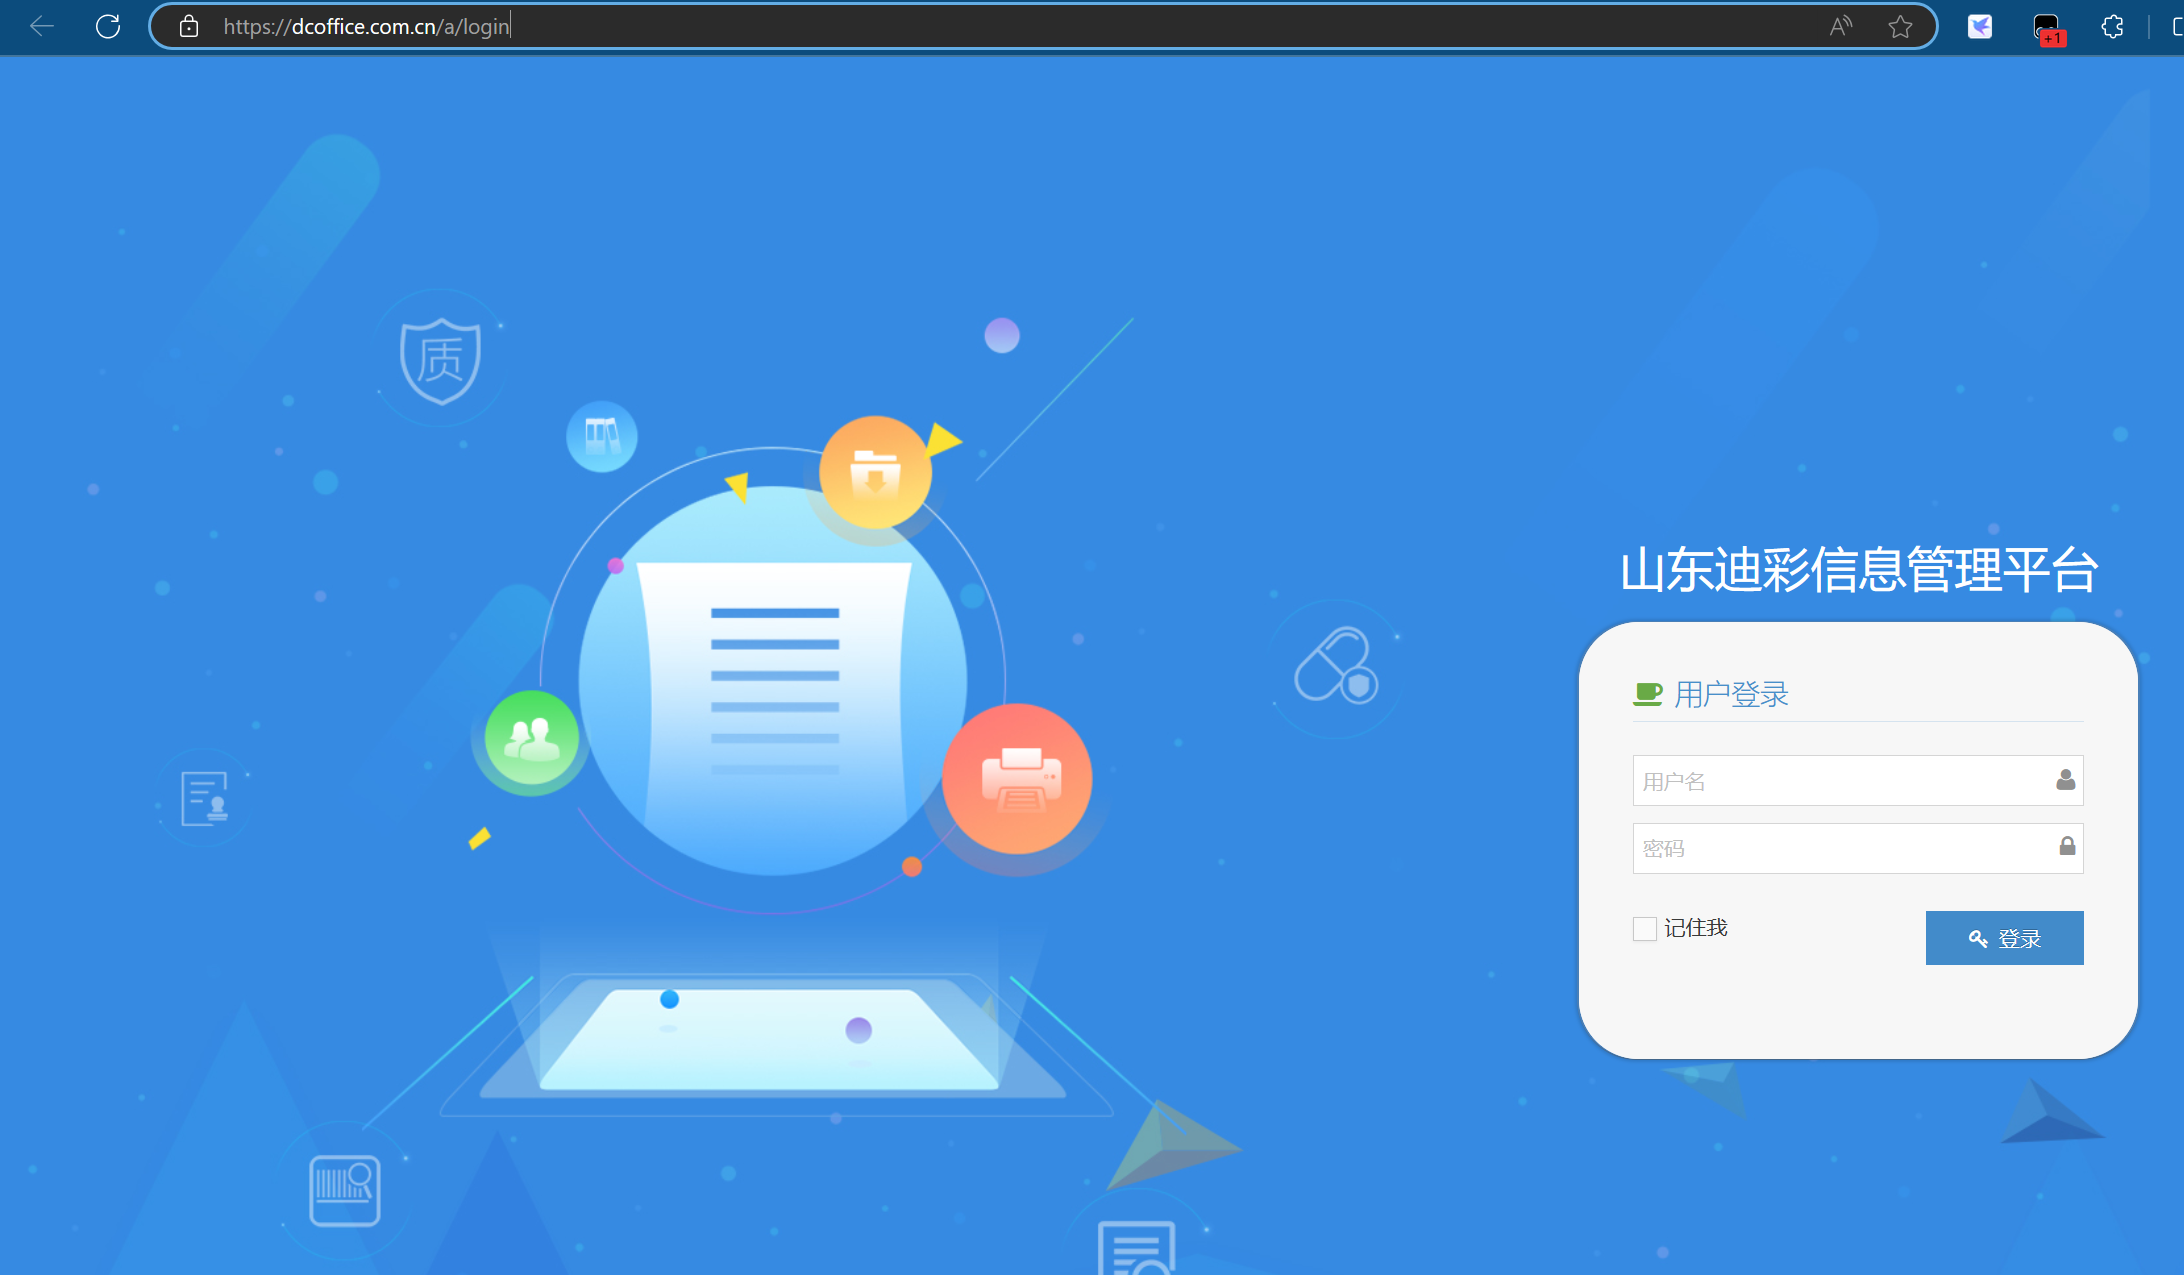 https://dcoffice.com.cn/a/login
+1
质
山东迪彩信息管理平台
用户登录
用户名
密码
记住我
登录